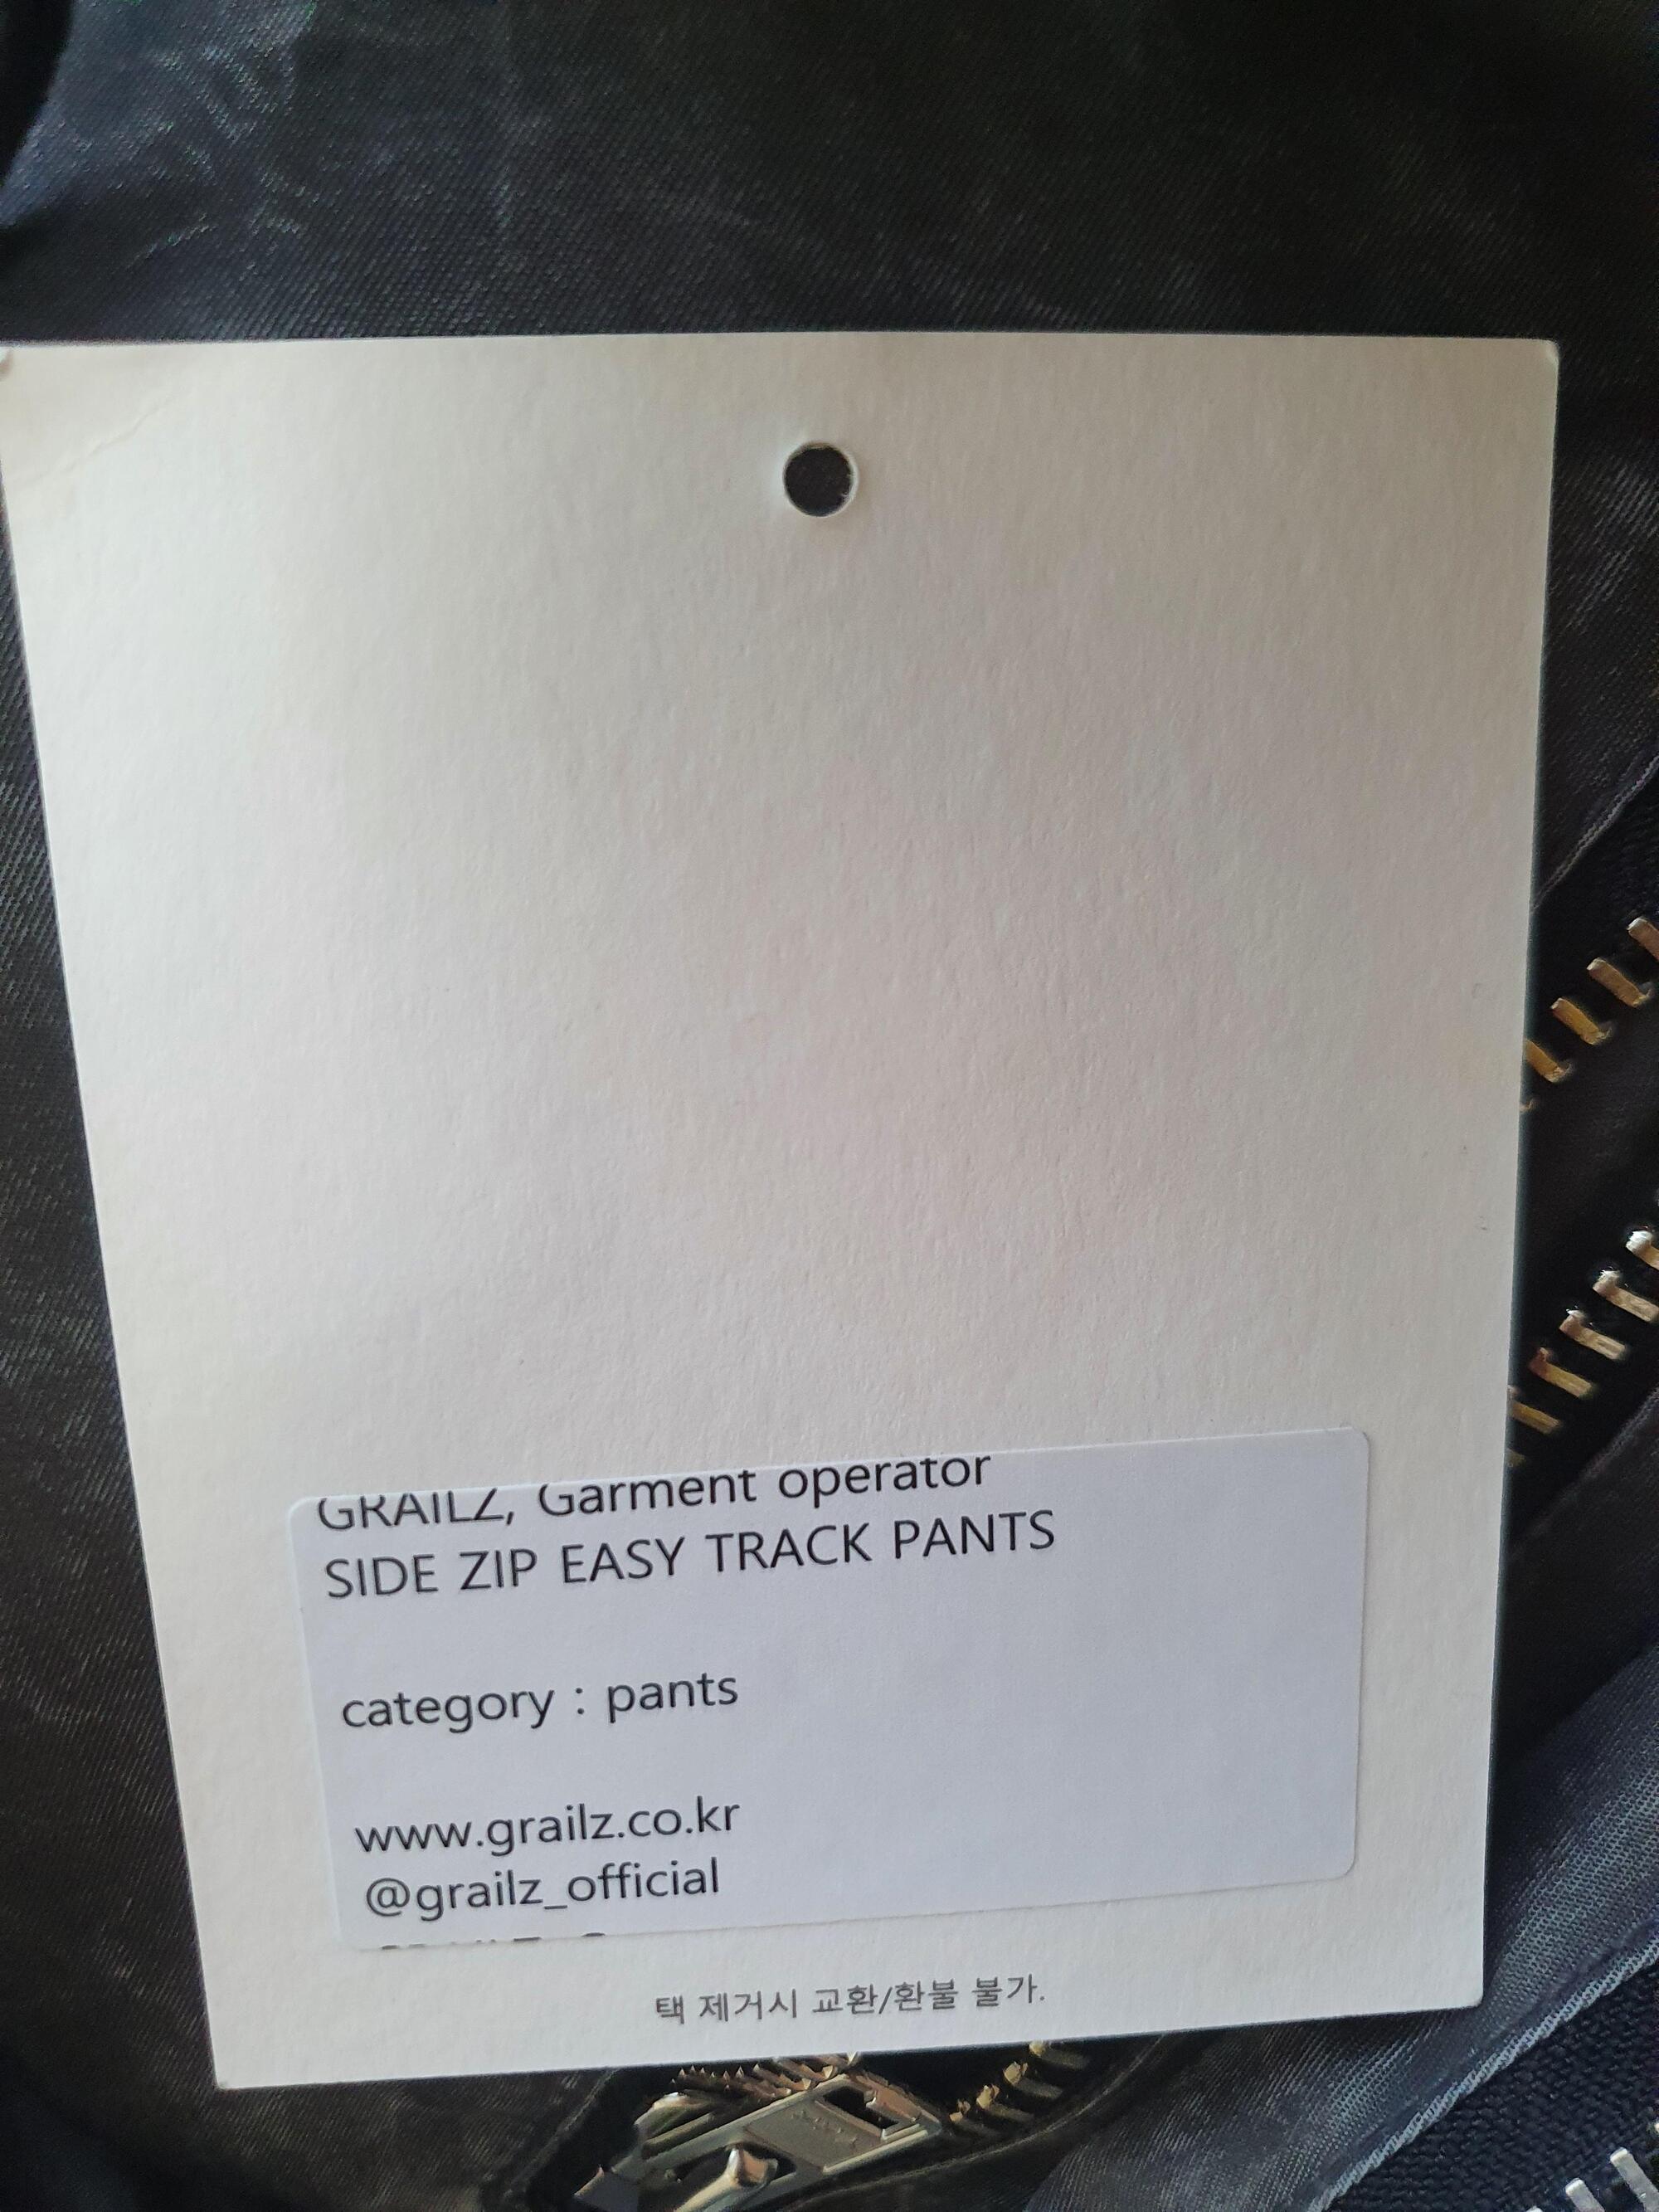 GRAILZ, Garment operator
SIDE ZIP EASY TRACK PANTS
category : pants
www.grailz.co.kr
@grailz_official
택 제거시 교환/환불 불가.